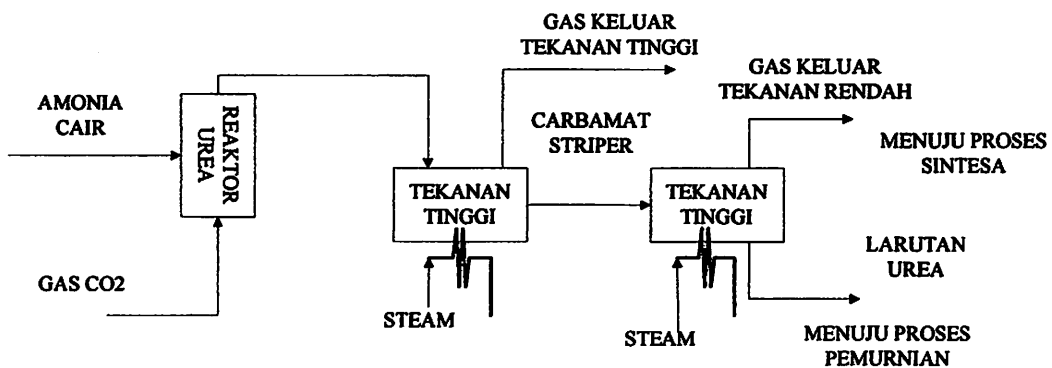 GAS KELUAR
TEKANAN TINGGI
GAS KELUAR
TEKANAN RENDAH
AMONIA
CAIR
REAKTOR
UREA
CARBAMAT
STRIPER
MENUJU PROSES
SINTESA
TEKANAN
TINGGI
TEKANAN
TINGGI
LARUTAN
UREA
GAS CO2
STEAM
STEAM
MENUJU PROSES
PEMURNIAN